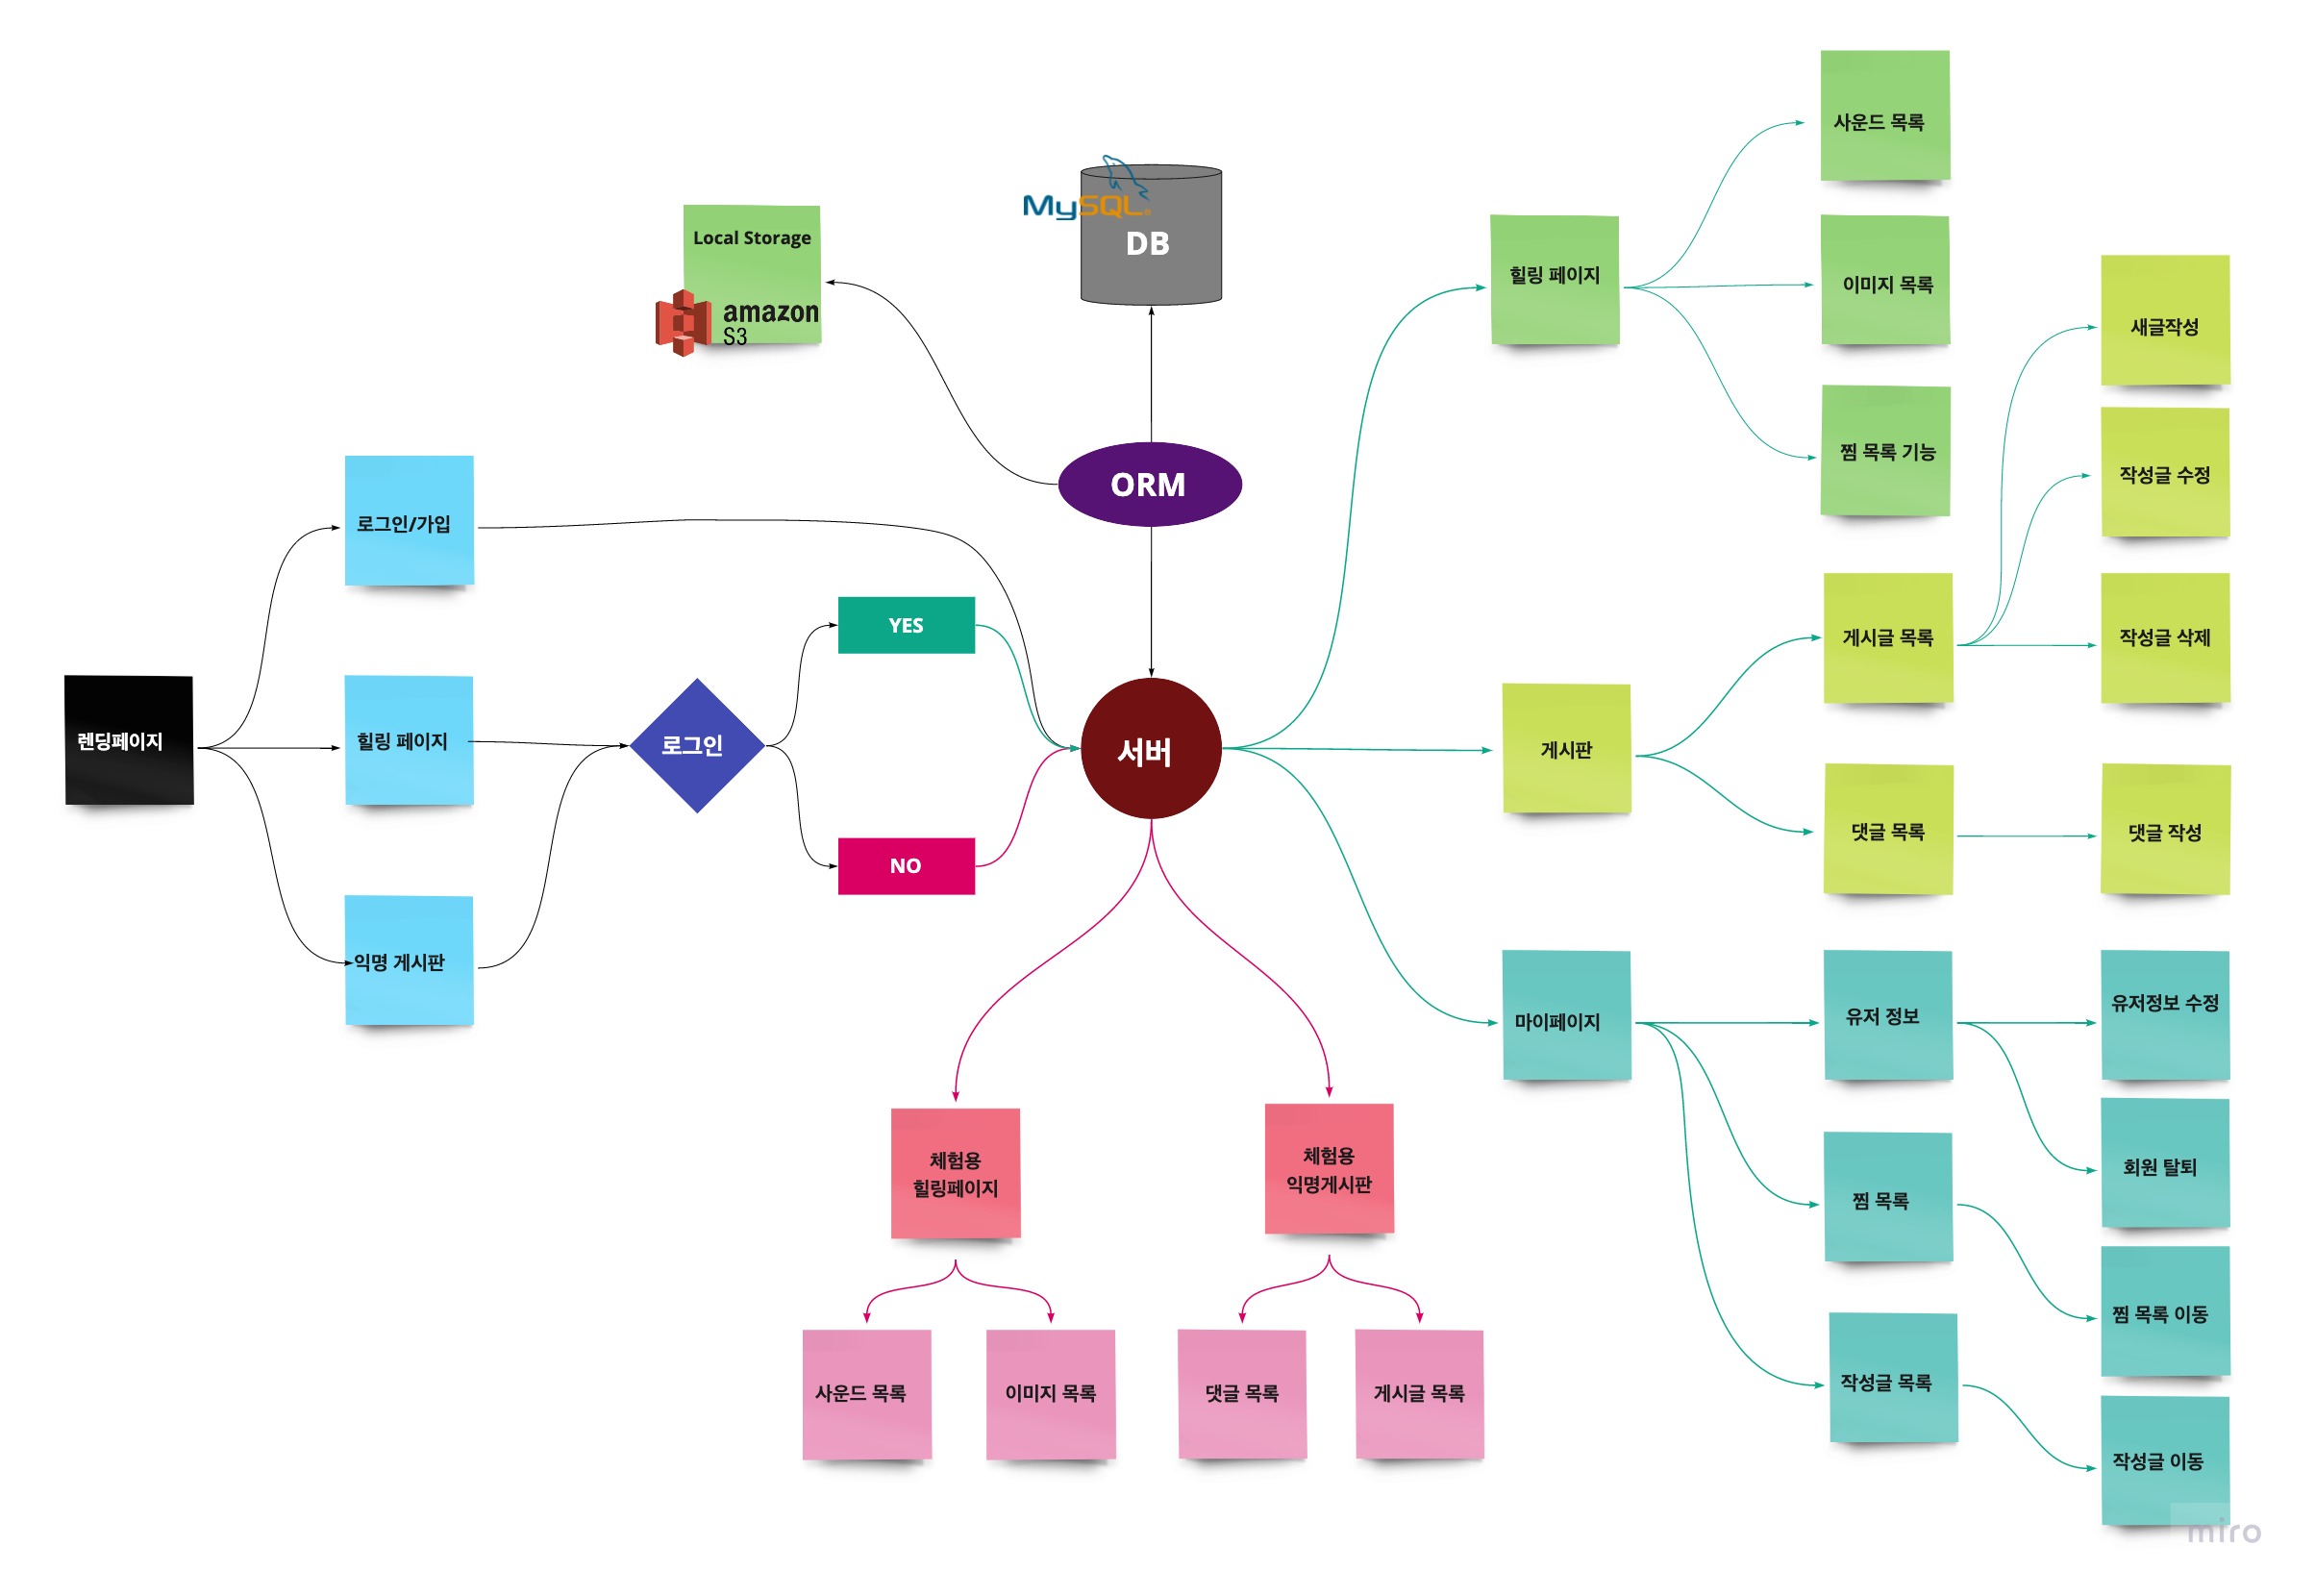 렌딩페이지
로그인/가입
힐링 페이지
익명 게시판
로그인
YES
NO
Local Storage
amazon
S3
MySQL
DB
ORM
서버
체험용
힐링페이지
사운드 목록
이미지 목록
체험용
익명게시판
댓글 목록
게시글 목록
힐링 페이지
사운드 목록
이미지 목록
찜 목록 기능
게시판
게시글 목록
새글작성
작성글 수정
작성글 삭제
댓글 목록
댓글 작성
마이페이지
유저 정보
유저정보 수정
회원 탈퇴
찜 목록
찜 목록 이동
작성글 목록
작성글 이동
miro